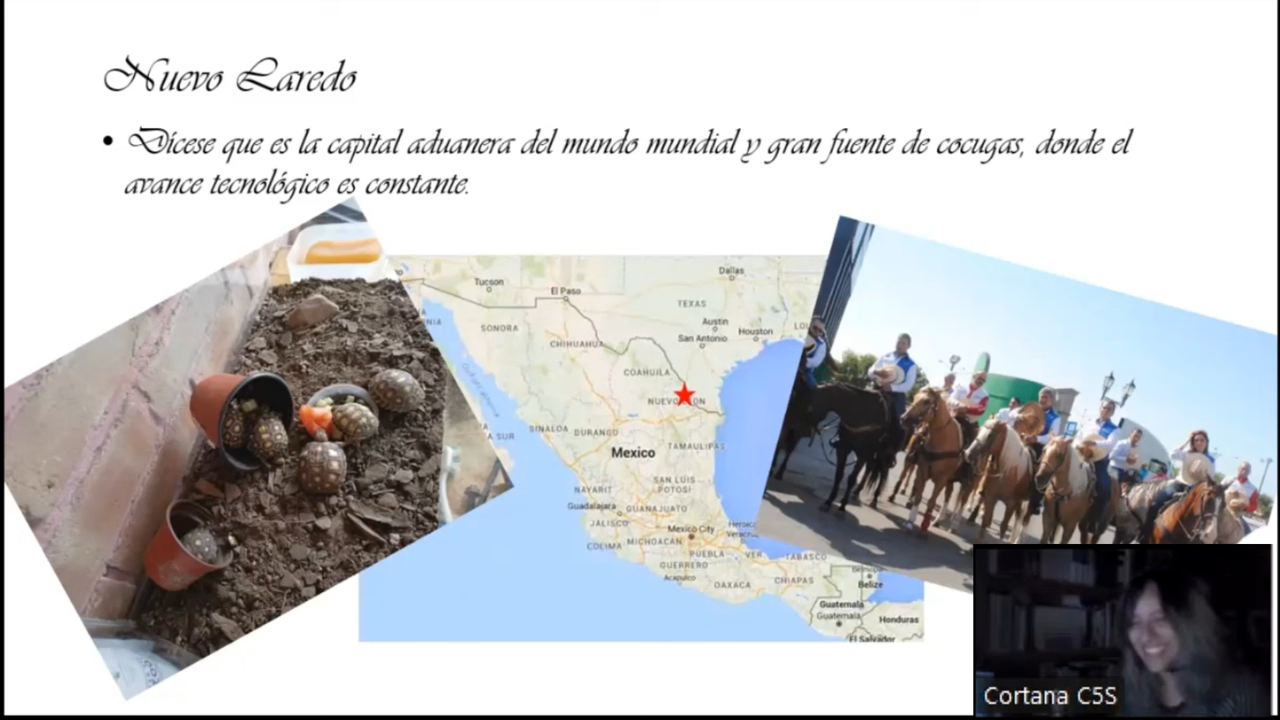 Nuevo Laredo
• Dícese que es la capital aduanera del mundo mundial y gran fuente de cocugas, donde el
avance tecnológico es constante.
Tucson
El Paso
Dallas
TEXAS
Austin
San Antonio
Houston
SONORA
CHIHUAHUA
COAHUILA
SINALOA
DURANGO
TAMAULIPAS
Mexico
NAYARIT
SAN LUIS
POTOSI
Guadalajara
GUANAJUATO
JALISCO
Mexico City
COLIMA
MICHOACAN
PUEBLA
VER
TABASCO
GUERRERO
Acapulco
OAXACA
CHIAPAS
Belize
Guatemala
Guatemala
Honduras
El Salvador
Cortana C5S